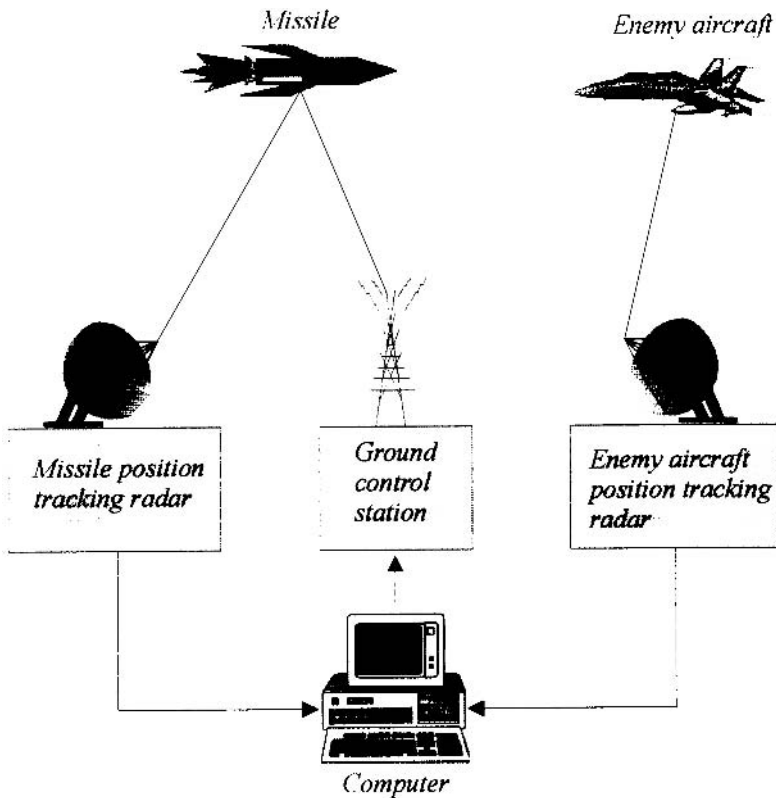 Missile
Enemy aircraft
Missile position
tracking radar
Ground
control
station
Enemy aircraft
position tracking
radar
Computer